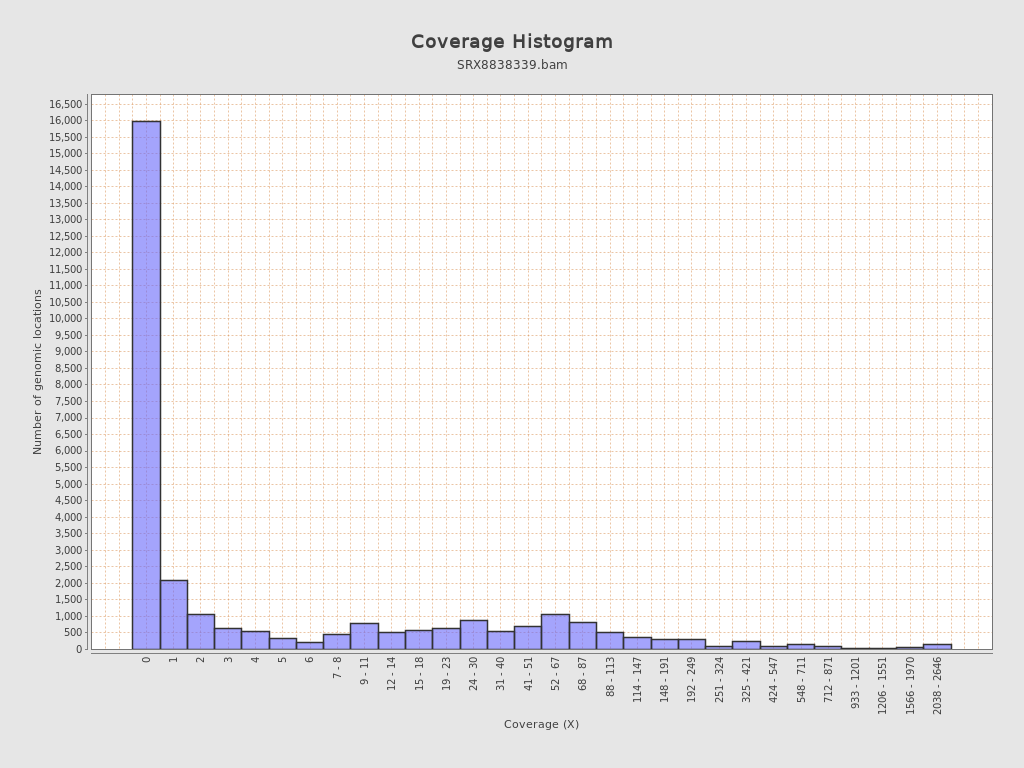 Coverage Histogram
SRX8838339.bam
Number of genomic locations
16,500
16,000
15,500
15,000
14,500
14,000
13,500
13,000
12,500
12,000
11,500
11,000
10,500
10,000
9,500
9,000
8,500
8,000
7,500
7,000
6,500
6,000
5,500
5,000
4,500
4,000
3,500
3,000
2,500
2,000
1,500
1,000
500
0
0
1
2
3
4
5
6
7 - 8
9 - 11
12 - 14
15 - 18
19 - 23
24 - 30
31 - 40
41 - 51
52 - 67
68 - 87
88 - 113
114 - 147
148 - 191
192 - 249
251 - 324
325 - 421
424 - 547
548 - 711
712 - 871
933 - 1201
1206 - 1551
1566 - 1970
2038 - 2646
Coverage (X)